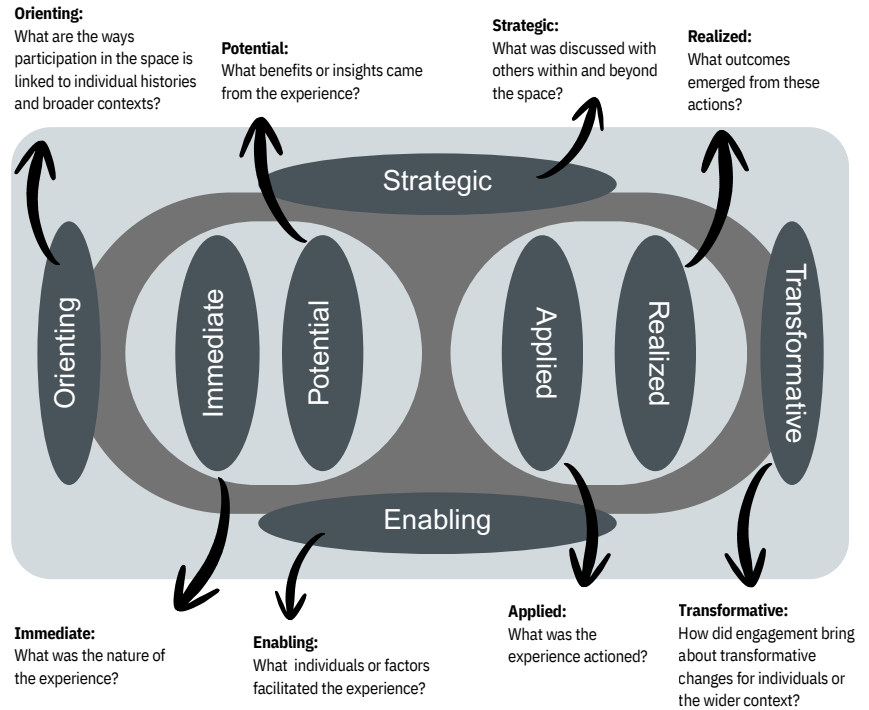 Orienting:
What are the ways
participation in the space is
linked to individual histories
and broader contexts?
Potential:
What benefits or insights came
from the experience?
Strategic:
What was discussed with
others within and beyond
the space?
Realized:
What outcomes
emerged from these
actions?
Strategic
Orienting
Immediate
Potential
Applied
Realized
Transformative
Enabling
Immediate:
What was the nature of
the experience?
Enabling:
What individuals or factors
facilitated the experience?
Applied:
What was the
experience actioned?
Transformative:
How did engagement bring
about transformative
changes for individuals or
the wider context?